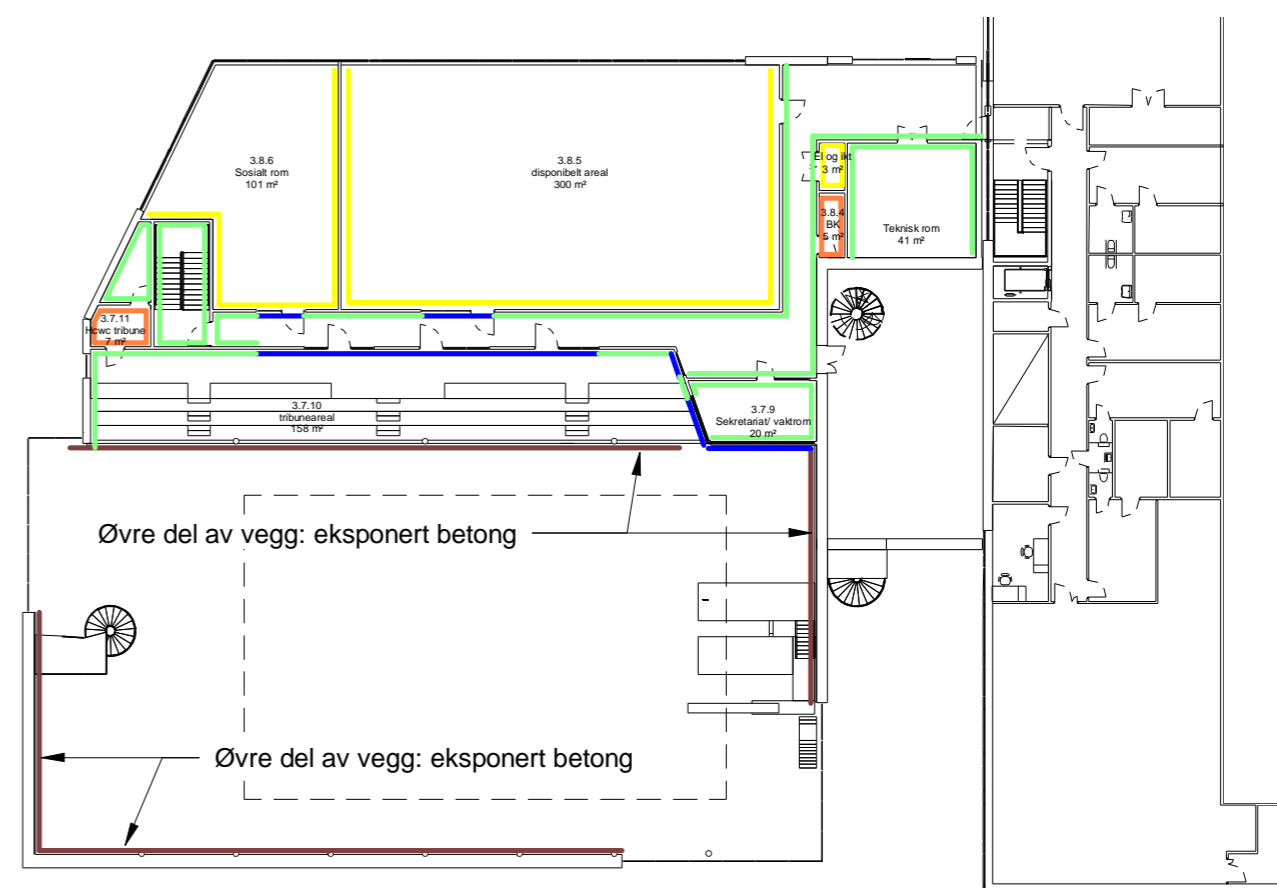 3.8.6
Sosialt rom
101 m²
3.8.5
disponibelt areal
300 m²
El og ikt
3 m²
3.8.4
BK
5 m²
Teknisk rom
41 m²
3.7.11
Hcwc tribune
7 m²
3.7.10
tribuneareal
158 m²
3.7.9
Sekretariat/ vaktrom
20 m²
Øvre del av vegg: eksponert betong
Øvre del av vegg: eksponert betong